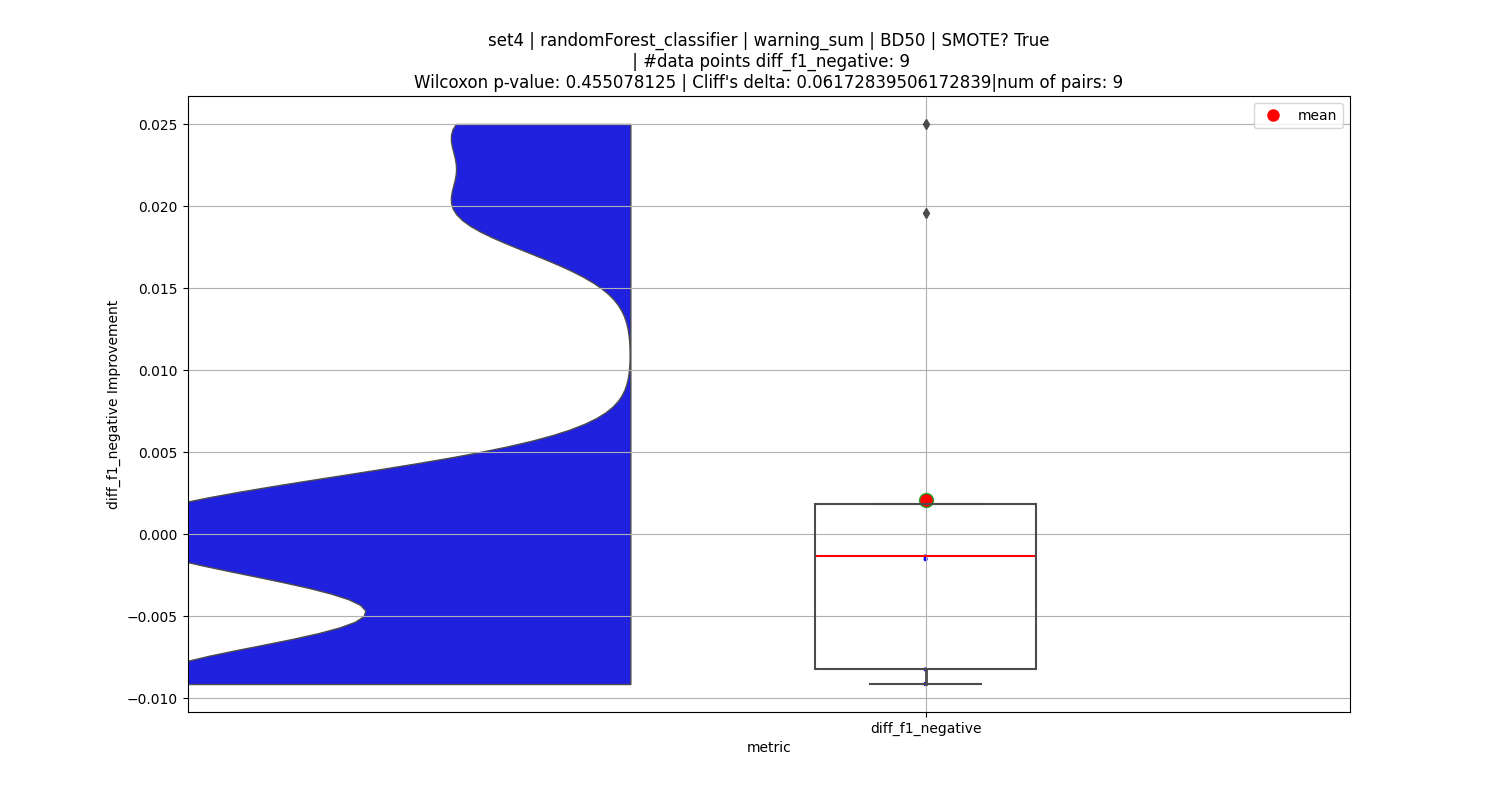 set4 | randomForest_classifier | warning_sum | BD50 | SMOTE? True
| #data points diff_f1_negative: 9
Wilcoxon p-value: 0.455078125 | Cliff's delta: 0.06172839506172839|num of pairs: 9
mean
0.025
0.020
0.015
0.010
0.005
0.000
−0.005
−0.010
diff_f1_negative Improvement
diff_f1_negative
metric